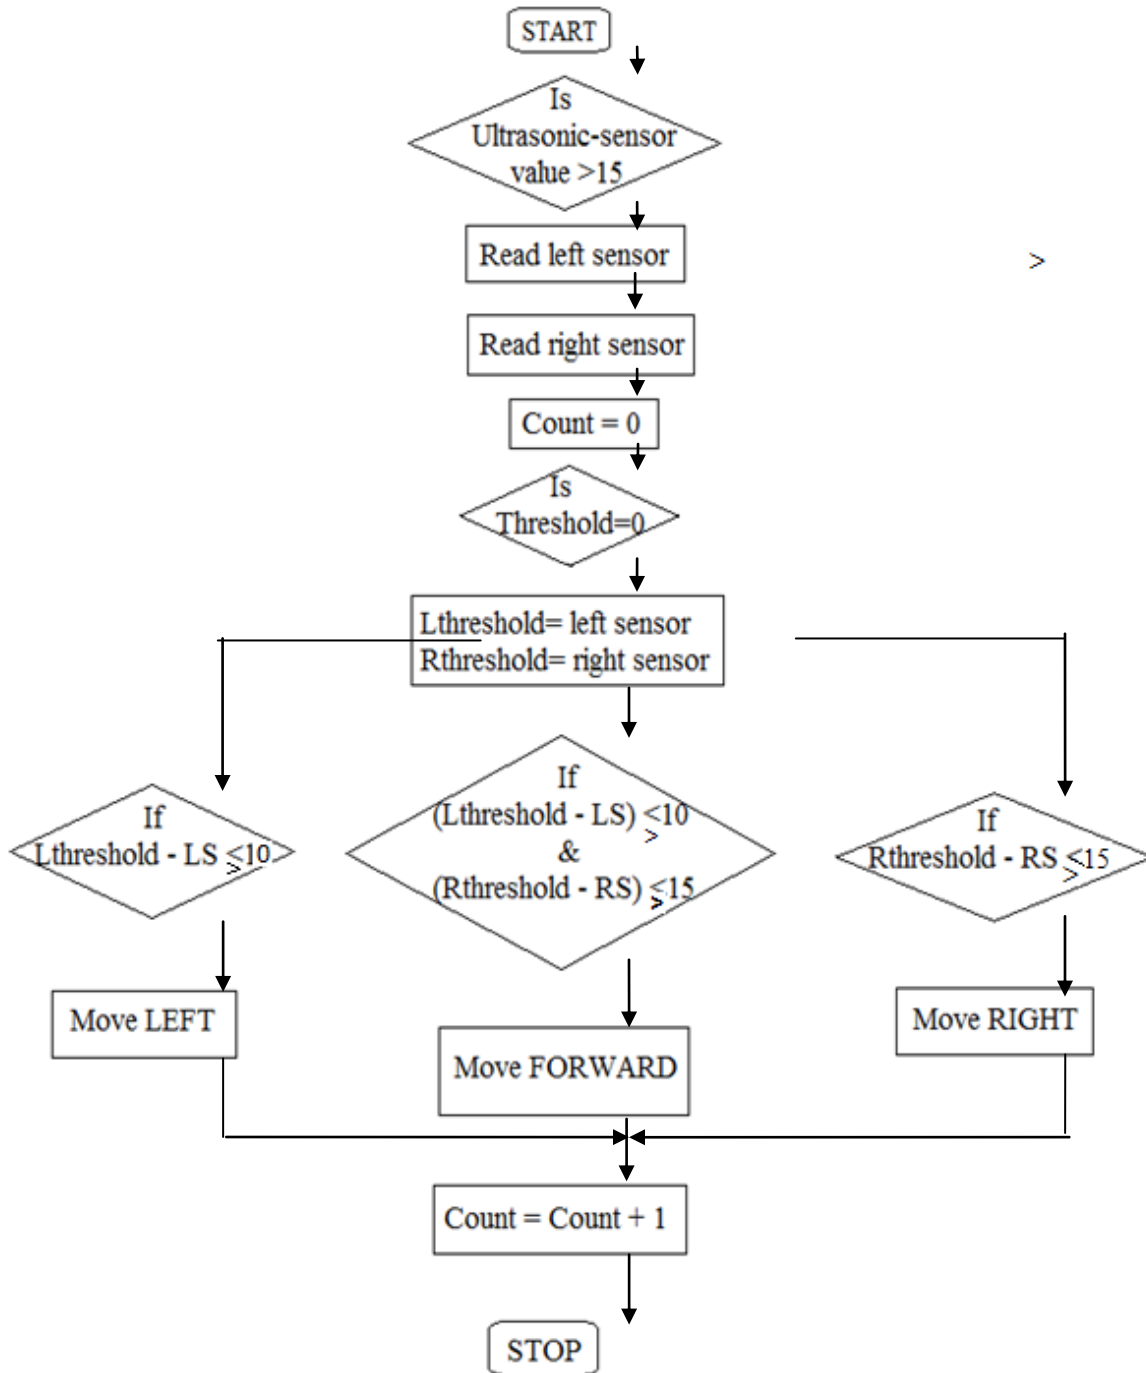 START
Is
Ultrasonic-sensor
value >15
Read left sensor
>
Read right sensor
Count = 0
Is
Threshold=0
Lthreshold= left sensor
Rthreshold= right sensor
If
Lthreshold - LS <10
>
If
(Lthreshold - LS) <10
>
&
(Rthreshold - RS) <15
>
If
Rthreshold - RS <15
>
Move LEFT
Move FORWARD
Move RIGHT
Count = Count + 1
STOP